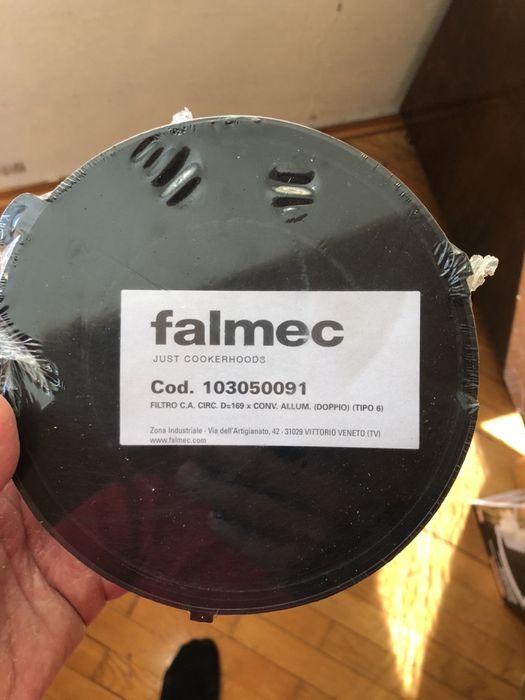 falmec
JUST COOKERHOODS
Cod. 103050091
FILTRO C.A. CIRC. D=169 x CONV. ALLUM. (DOPPIO) (TIPO 6)
Zona Industriale - Via dell'Artigianato, 42 - 31029 VITTORIO VENETO (TV)
www.falmec.com